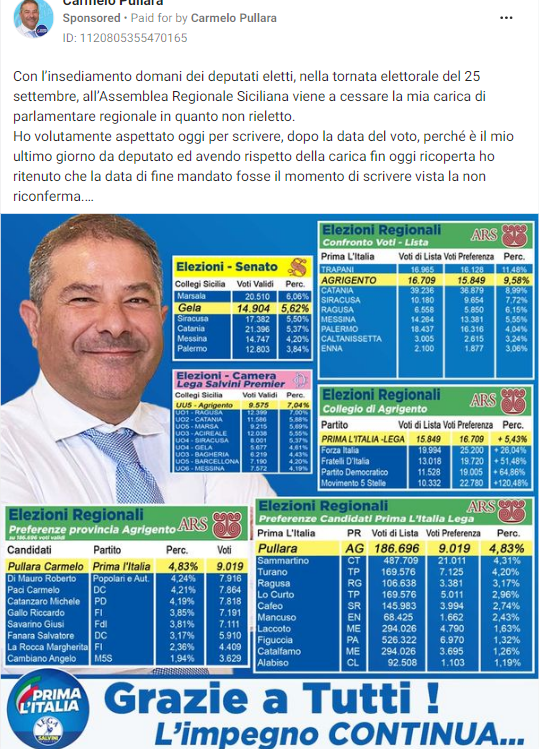 Carmelo Pullara
Sponsored • Paid for by Carmelo Pullara
ID: 1120805355470165
Con l'insediamento domani dei deputati eletti, nella tornata elettorale del 25
settembre, all'Assemblea Regionale Siciliana viene a cessare la mia carica di
parlamentare regionale in quanto non rieletto.
Ho volutamente aspettato oggi per scrivere, dopo la data del voto, perché è il mio
ultimo giorno da deputato ed avendo rispetto della carica fin oggi ricoperta ho
ritenuto che la data di fine mandato fosse il momento di scrivere vista la non
riconferma....
Elezioni - Senato
Collegi Sicilia Voti Validi Perc.
Marsala 20.510 6,06%
Gela 14.904 5,62%
Siracusa 17.382 5,50%
Catania 21.396 5,37%
Messina 14.747 4,20%
Palermo 12.803 3,84%
Elezioni - Camera
Lega Salvini Premier
Collegi Sicilia Voti Validi Perc.
UU5 - Agrigento 9.575 7,04%
UO1 - RAGUSA 12.399 7,00%
UO2 - CATANIA 11.586 5,88%
UO5 - MARSA 9.215 5,69%
UO3 - ACIREALE 12.038 5,55%
UO4 - SIRACUSA 18.001 5,37%
UO4 - GELA 5.677 4,61%
UO3 - BAGHERIA 6.219 4,43%
UO5 - BARCELLONA 7.190 4,20%
UO6 - MESSINA 7.572 4,19%
Elezioni Regionali
Confronto Voti - Lista
ARS
Prima L'Italia Voti di Lista Voti Preferenza Perc.
TRAPANI 16.965 16.128 11,48%
AGRIGENTO 16.709 15.849 9,58%
CATANIA 39.236 36.879 8,99%
SIRACUSA 10.180 9.654 7,72%
RAGUSA 6.558 5.850 6,15%
MESSINA 14.264 13.381 5,55%
PALERMO 18.437 16.316 4,04%
CALTANISSETTA 3.005 2.615 3,24%
ENNA 2.100 1.877 3,06%
Elezioni Regionali
Collegio di Agrigento
ARS
Partito Voti di Lista Voti Preferenza Perc.
PRIMA L'ITALIA -LEGA 15.849 16.709 + 5,43%
Forza Italia 19.994 25.200 + 26,04%
Fratelli D'Italia 13.018 19.720 + 51,48%
Partito Democratico 11.528 19.005 + 64,86%
Movimento 5 Stelle 10.332 22.780 +120,48%
Elezioni Regionali
Preferenze provincia Agrigento
su 186.694 voti validi
ARS
Candidati Partito Perc. Voti
Pullara Carmelo Prima l'Italia 4,83% 9.019
Di Mauro Roberto Popolari e Aut. 4,24% 7.916
Paci Carmelo DC 4,21% 7.864
Catanzaro Michele PD 4,19% 7.818
Gallo Riccardo FI 3,85% 7.191
Savarino Giusi FdI 3,81% 7.111
Fanara Salvatore DC 3,17% 5.910
La Rocca Margherita FI 2,36% 4.409
Cambiano Angelo M5S 1,94% 3.629
Elezioni Regionali
Preferenze Candidati Prima L'Italia Lega
ARS
Prima L'Italia PR Voti di Lista Voti Preferenza Perc.
Pullara AG 186.696 9.019 4,83%
Sammartino CT 487.709 21.011 4,31%
Turano TP 169.576 7.125 4,20%
Ragusa RG 106.638 3.381 3,17%
Lo Curto TP 169.576 5.011 2,96%
Cafeo SR 145.983 3.994 2,74%
Mancuso EN 68.425 1.662 2,43%
Laccoto ME 294.026 4.790 1,63%
Figuccia PA 526.322 6.970 1,32%
Catalfamo ME 294.026 3.695 1,26%
Alabiso CL 92.508 1.103 1,19%
PRIMA
L'ITALIA
LEGA
SALVINI
Grazie a Tutti !
L'impegno CONTINUA...